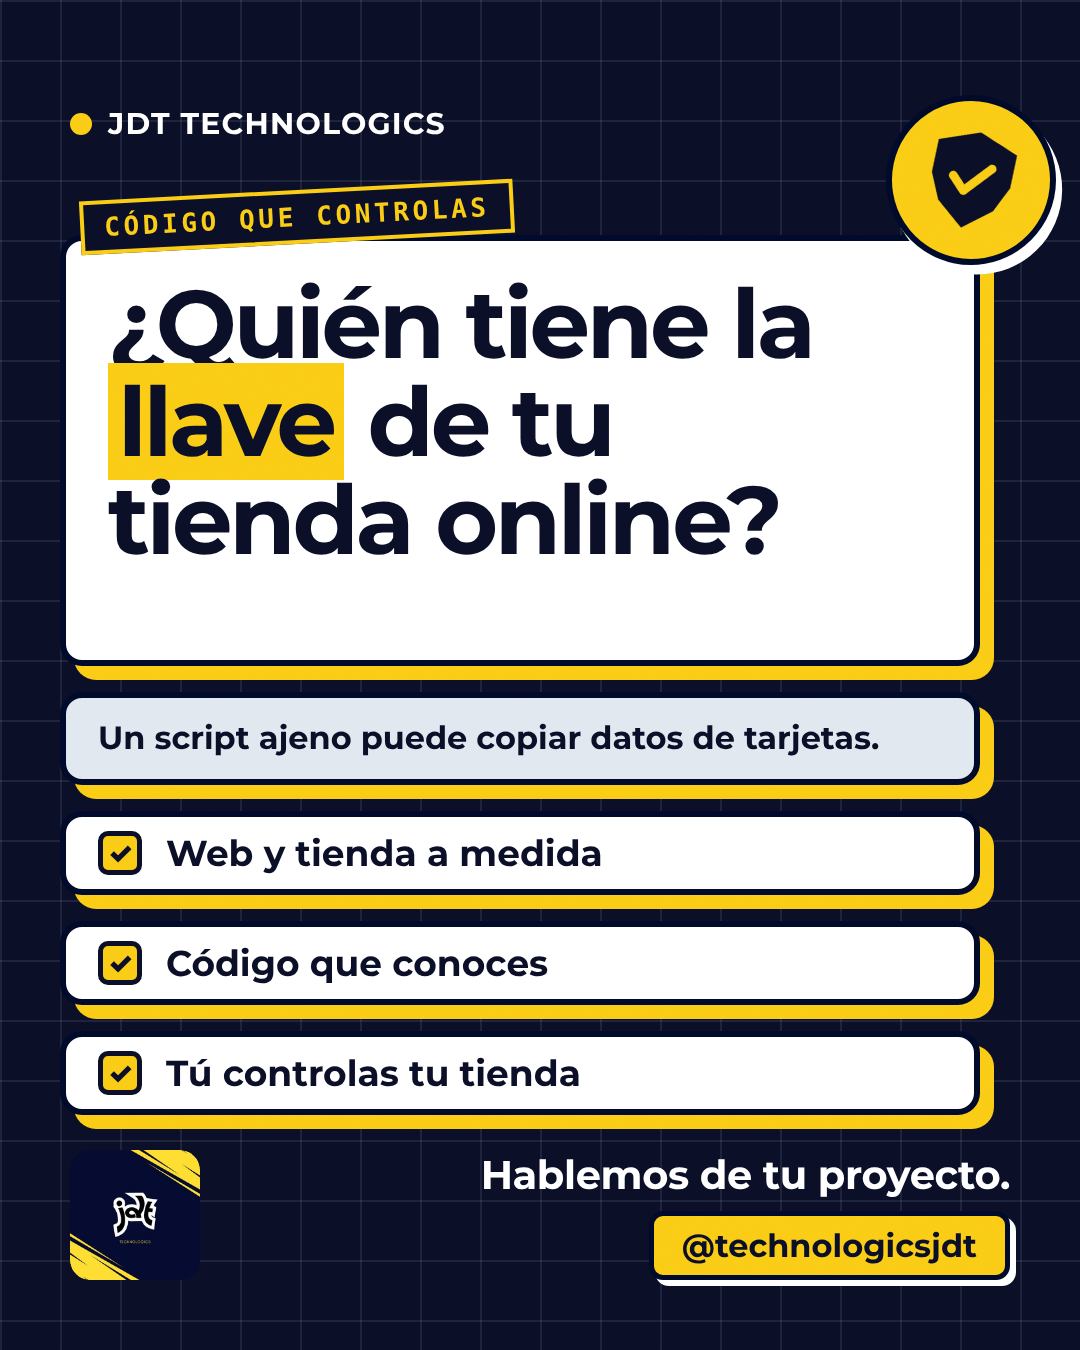 JDT TECHNOLOGICS
CÓDIGO QUE CONTROLAS
¿Quién tiene la
llave de tu
tienda online?
Un script ajeno puede copiar datos de tarjetas.
Web y tienda a medida
Código que conoces
Tú controlas tu tienda
jdt
TECHNOLOGICS
Hablemos de tu proyecto.
@technologicsjdt